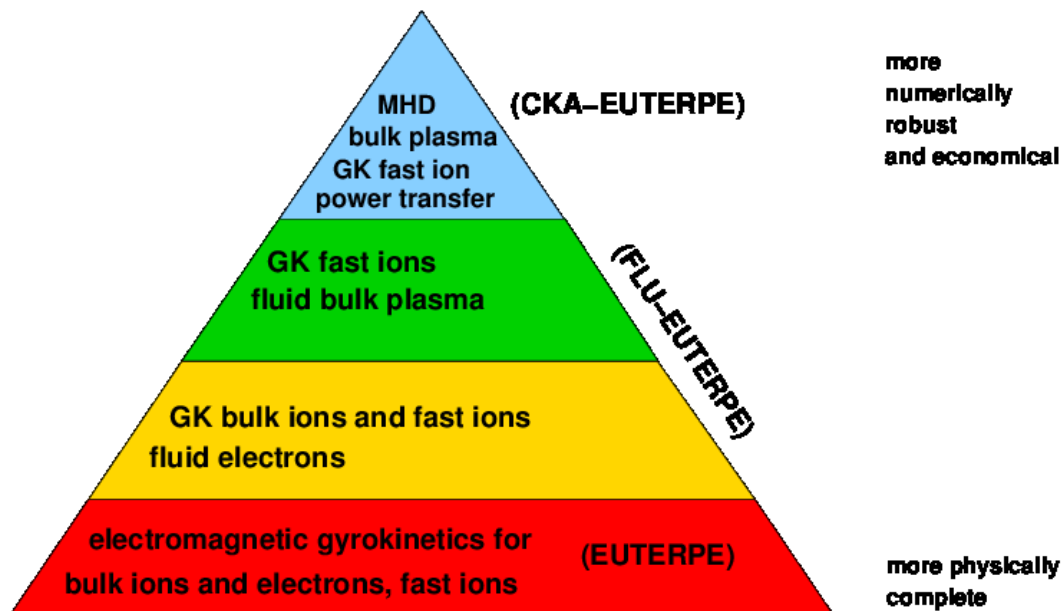 MHD
bulk plasma
GK fast ion
power transfer
(CKA–EUTERPE)
more
numerically
robust
and economical
GK fast ions
fluid bulk plasma
(FLU–EUTERPE)
GK bulk ions and fast ions
fluid electrons
electromagnetic gyrokinetics for
bulk ions and electrons, fast ions
(EUTERPE)
more physically
complete